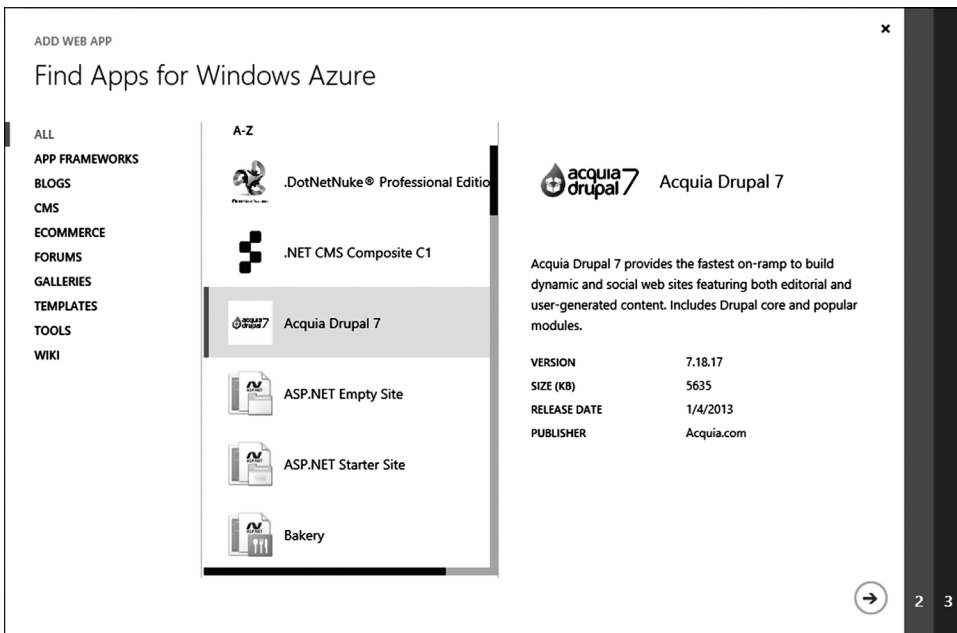 ADD WEB APP
Find Apps for Windows Azure
ALL
APP FRAMEWORKS
BLOGS
CMS
ECOMMERCE
FORUMS
GALLERIES
TEMPLATES
TOOLS
WIKI
A-Z
.DotNetNuke® Professional Editio
.NET CMS Composite C1
acquia drupal 7
Acquia Drupal 7
ASP.NET Empty Site
ASP.NET Starter Site
Bakery
acquia
drupal 7
Acquia Drupal 7
Acquia Drupal 7 provides the fastest on-ramp to build
dynamic and social web sites featuring both editorial and
user-generated content. Includes Drupal core and popular
modules.
VERSION 7.18.17
SIZE (KB) 5635
RELEASE DATE 1/4/2013
PUBLISHER Acquia.com
2 3